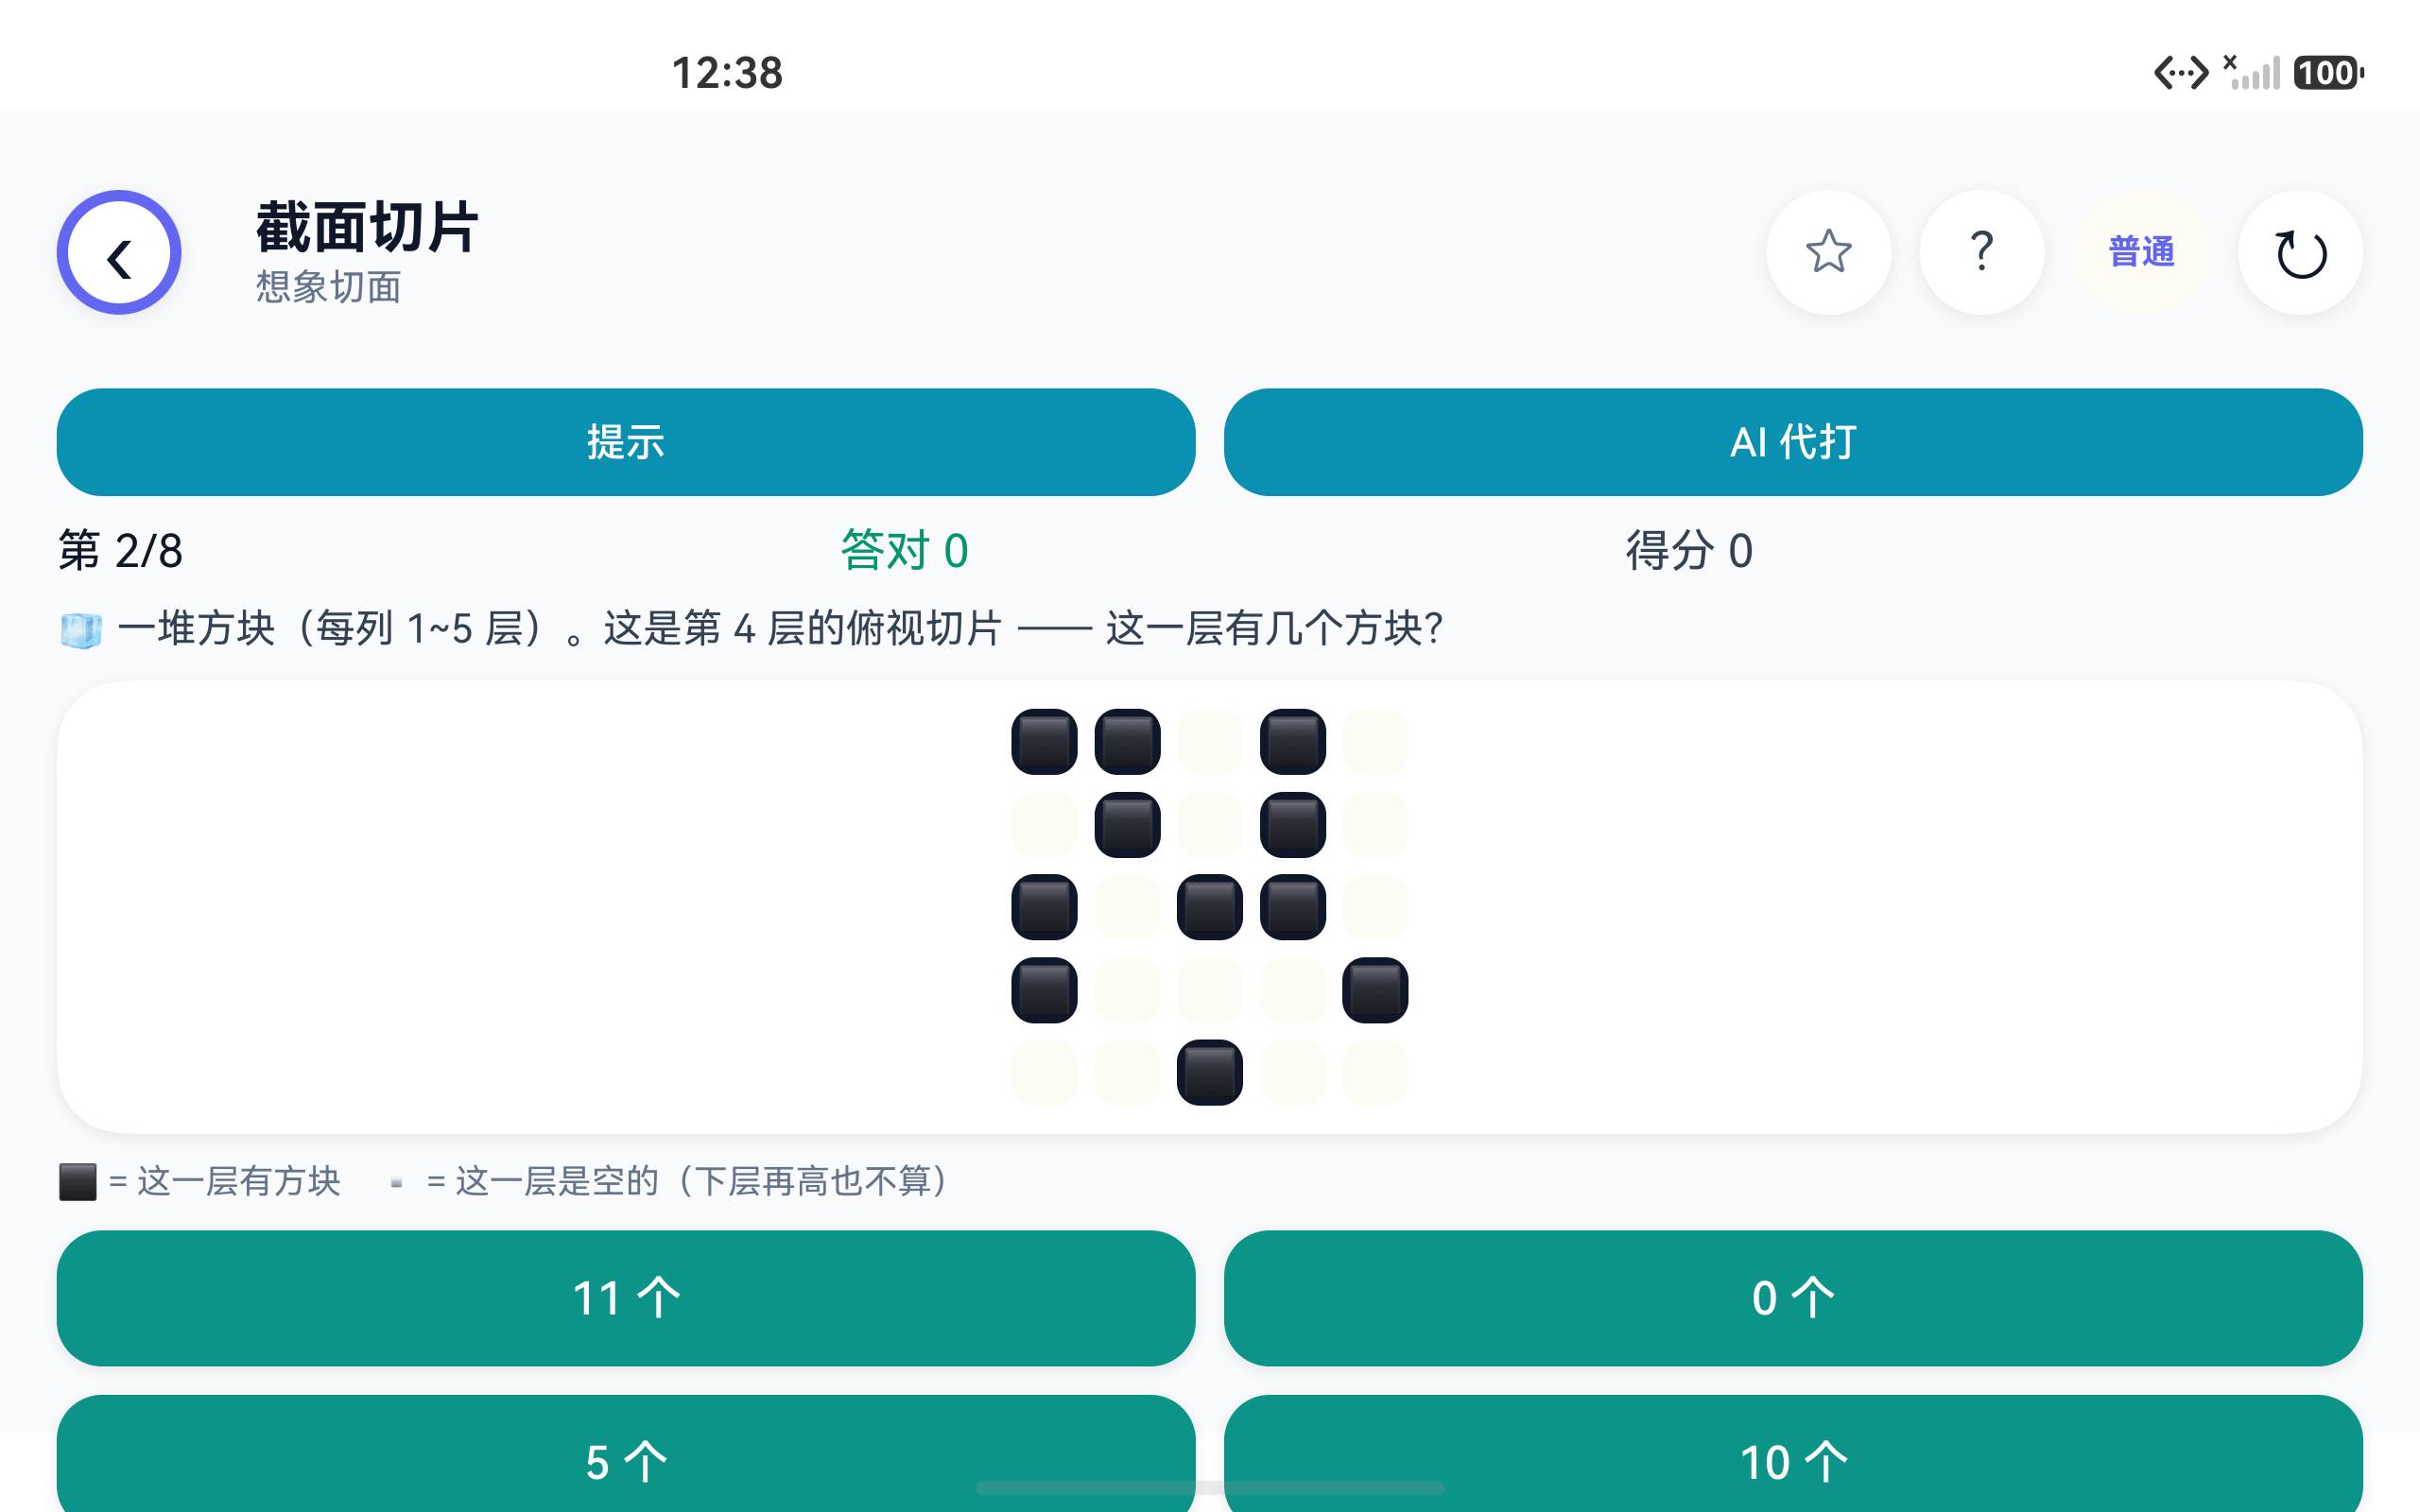 12:38
100
截面切片
想象切面
?
普通
提示
AI 代打
第 2/8
答对 0
得分 0
一堆方块（每列 1~5 层）。这是第 4 层的俯视切片 —— 这一层有几个方块？
= 这一层有方块
= 这一层是空的（下层再高也不算）
11 个
0 个
5 个
10 个